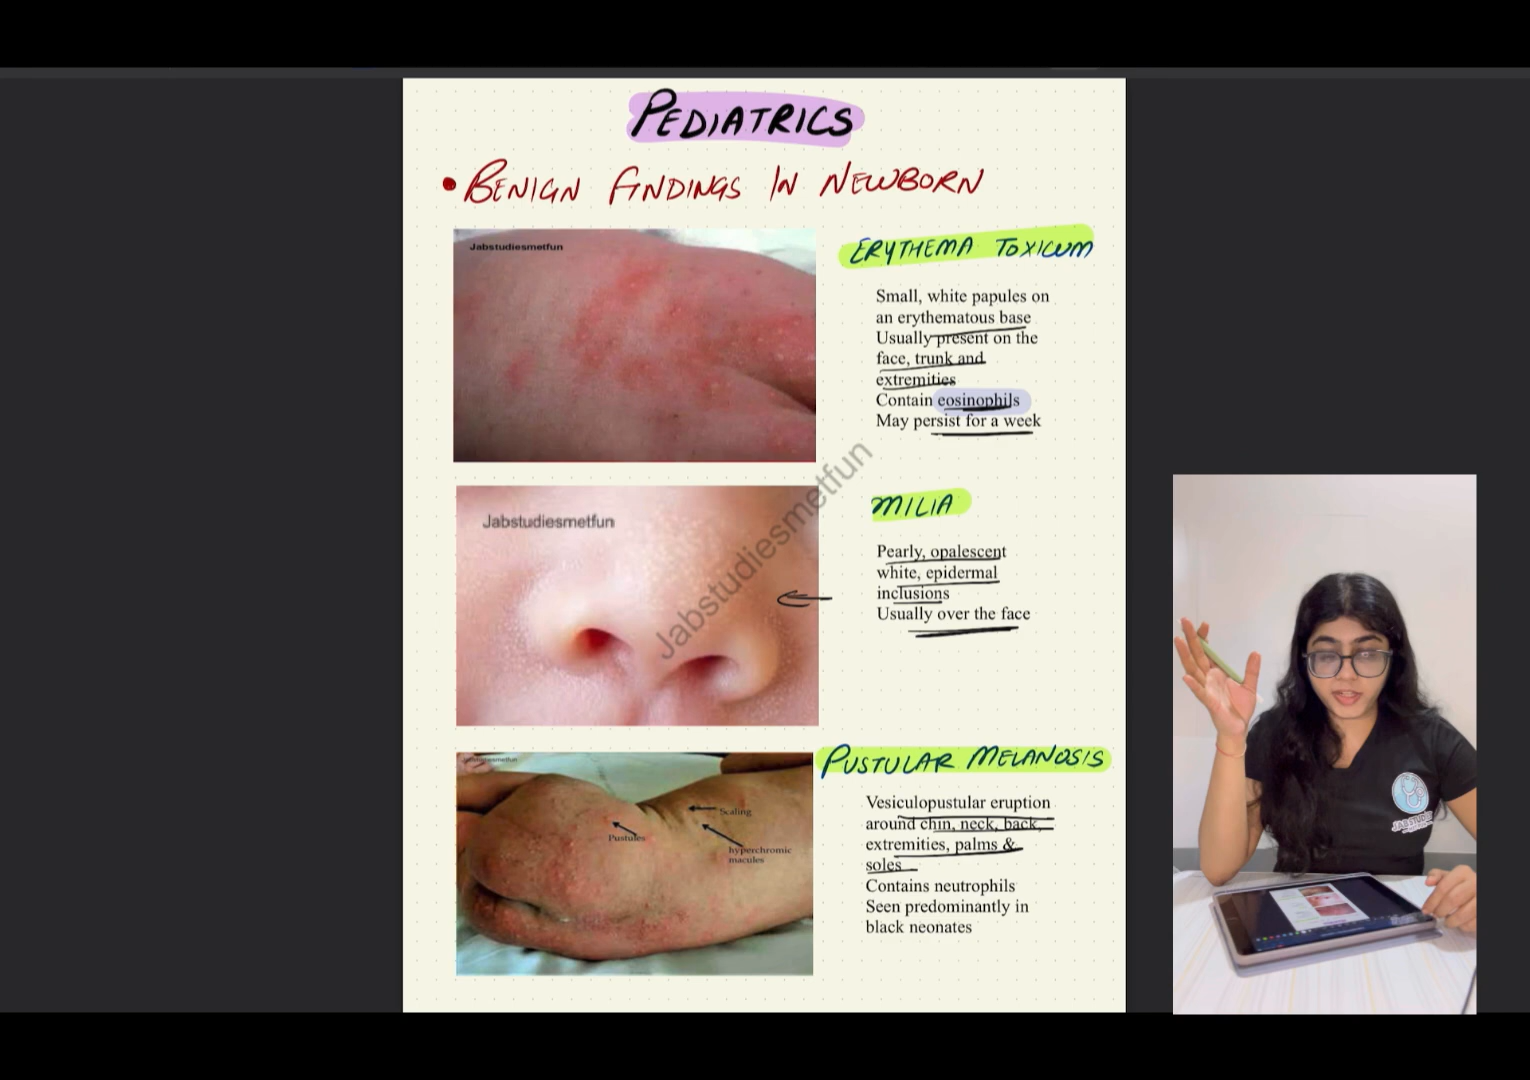 PEDIATRICS
• BENIGN FINDINGS IN NEWBORN
Jabstudiesmetfun
ERYTHEMA TOXICUM
Small, white papules on
an erythematous base
Usually present on the
face, trunk and
extremities
Contain eosinophils
May persist for a week
Jabstudiesmetfun
Jabstudiesmetfun
MILIA
Pearly, opalescent
white, epidermal
inclusions
Usually over the face
PUSTULAR MELANOSIS
Jabstudiesmetfun
Scaling
Pustules
hyperchromic
macules
Vesiculopustular eruption
around chin, neck, back,
extremities, palms &
soles
Contains neutrophils
Seen predominantly in
black neonates